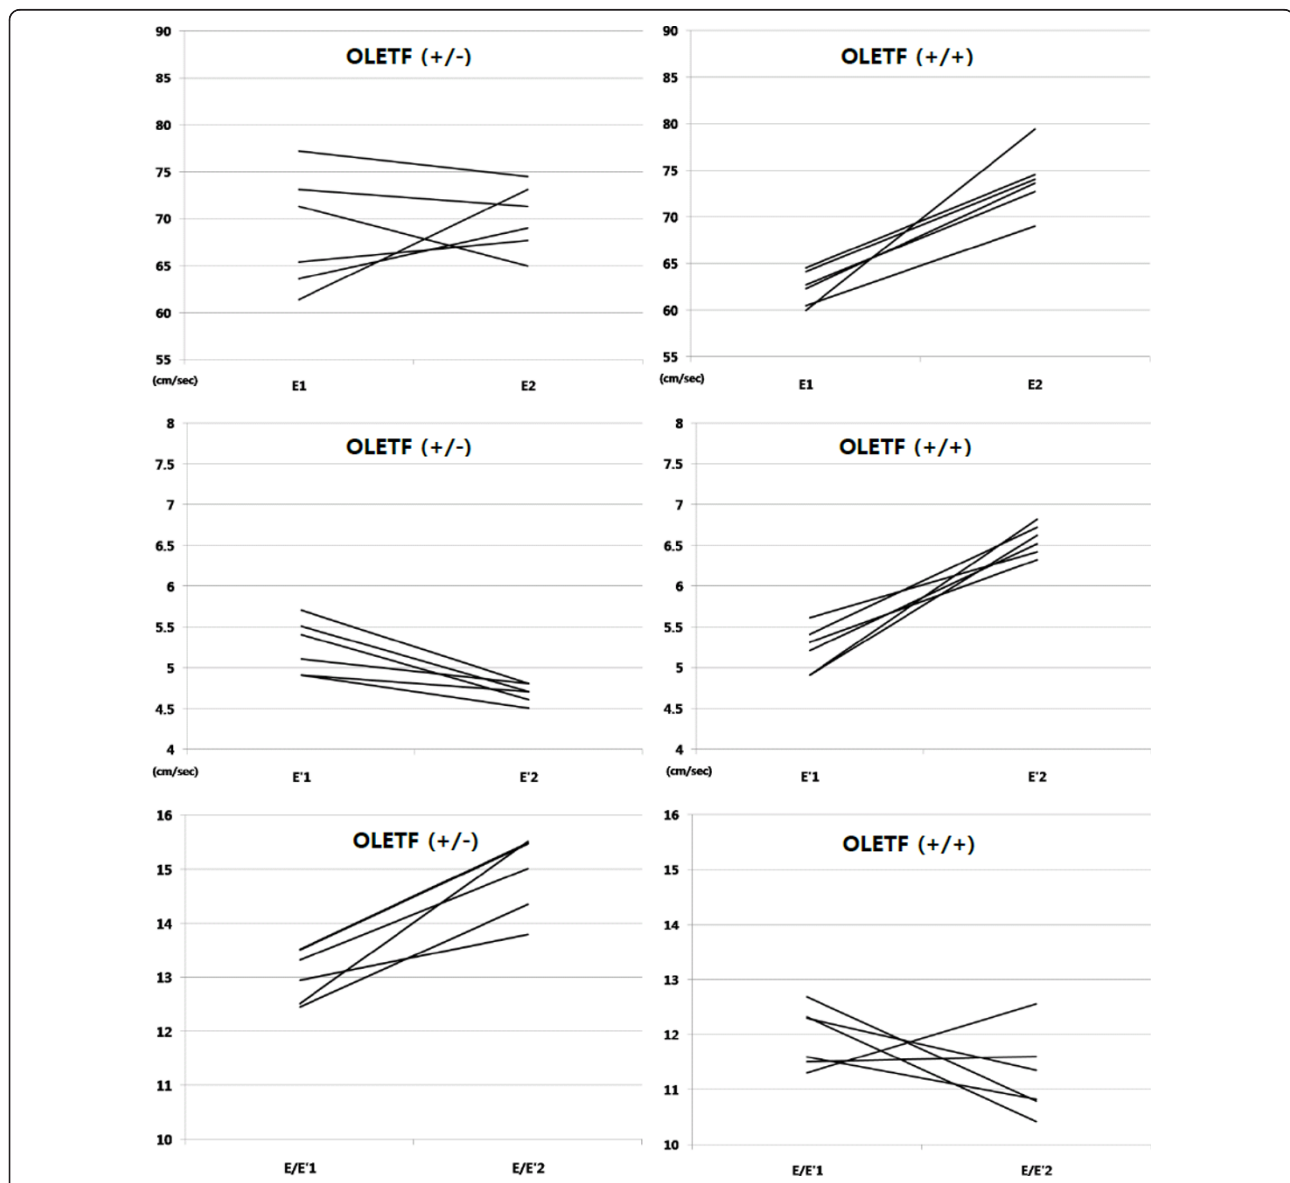 OLETF (+/-)
90
85
80
75
70
65
60
55
(cm/sec)
E1
E2
OLETF (+/+)
90
85
80
75
70
65
60
55
(cm/sec)
E1
E2
OLETF (+/-)
8
7.5
7
6.5
6
5.5
5
4.5
4
(cm/sec)
E'1
E'2
OLETF (+/+)
8
7.5
7
6.5
6
5.5
5
4.5
4
(cm/sec)
E'1
E'2
OLETF (+/-)
16
15
14
13
12
11
10
E/E'1
E/E'2
OLETF (+/+)
16
15
14
13
12
11
10
E/E'1
E/E'2